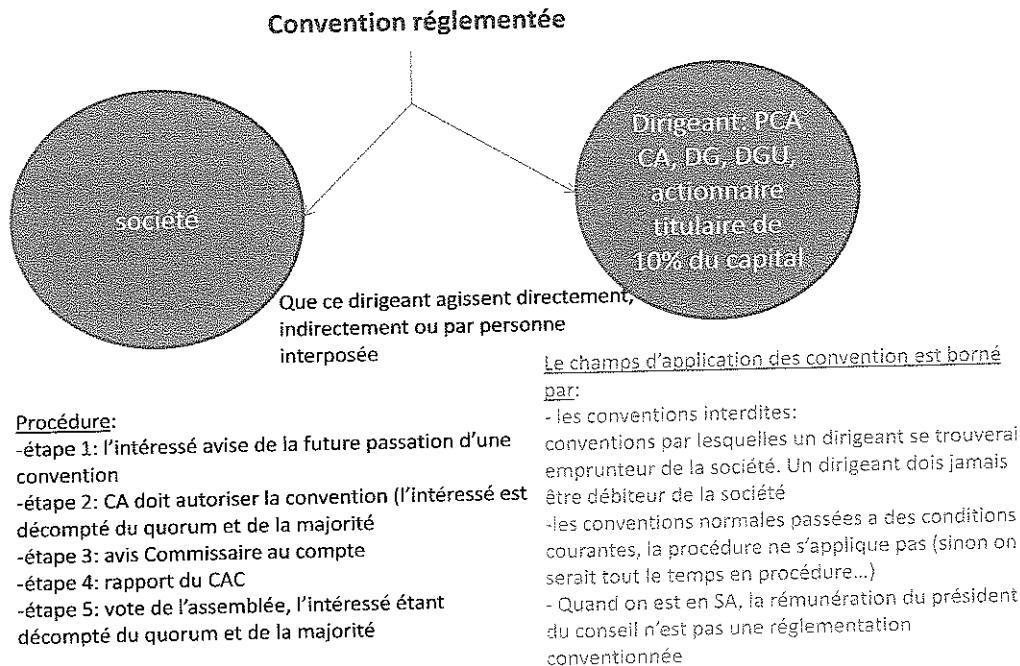 Convention réglementée
société
Dirigeant: PCA
CA, DG, DGU,
actionnaire
titulaire de
10% du capital
Que ce dirigeant agissent directement,
indirectement ou par personne
interposée
Procédure:
-étape 1: l'intéressé avise de la future passation d'une
convention
-étape 2: CA doit autoriser la convention (l'intéressé est
décompté du quorum et de la majorité
-étape 3: avis Commissaire au compte
-étape 4: rapport du CAC
-étape 5: vote de l'assemblée, l'intéressé étant
décompté du quorum et de la majorité
Le champs d'application des convention est borné
par:
- les conventions interdites:
conventions par lesquelles un dirigeant se trouverai
emprunteur de la société. Un dirigeant dois jamais
être débiteur de la société
-les conventions normales passées a des conditions
courantes, la procédure ne s'applique pas (sinon on
serait tout le temps en procédure...)
- Quand on est en SA, la rémunération du président
du conseil n'est pas une réglementation
conventionnée